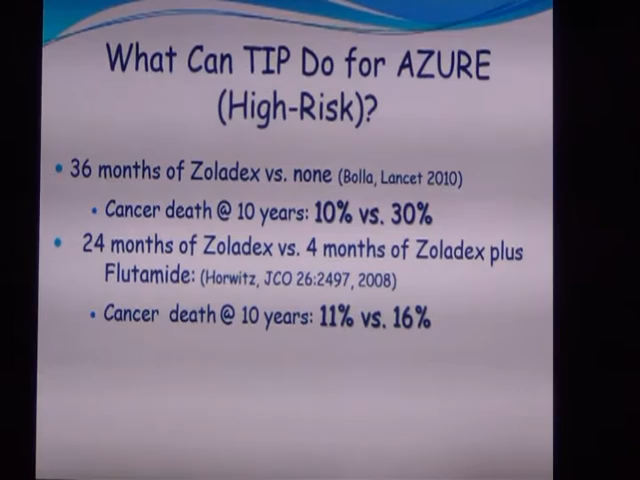 What Can TIP Do for AZURE
(High-Risk)?
• 36 months of Zoladex vs. none (Bolla, Lancet 2010)
• Cancer death @ 10 years: 10% vs. 30%
• 24 months of Zoladex vs. 4 months of Zoladex plus
Flutamide: (Horwitz, JCO 26:2497, 2008)
• Cancer death @ 10 years: 11% vs. 16%